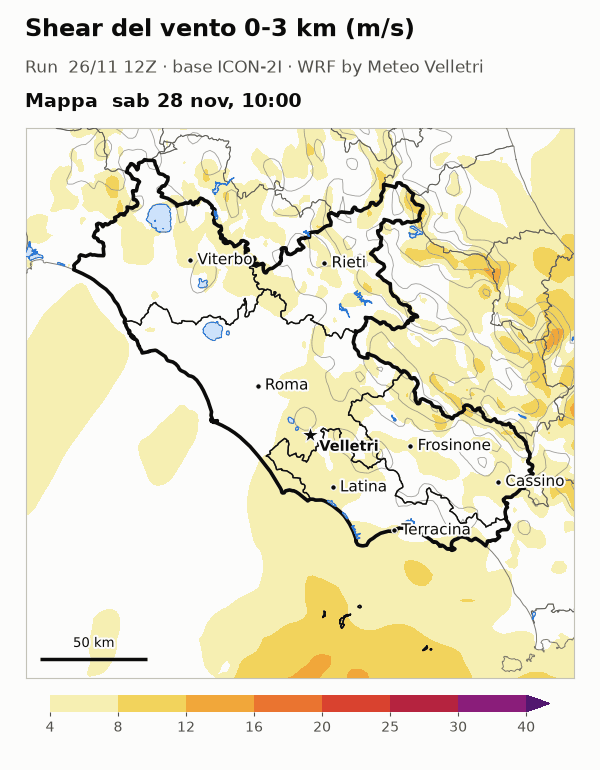 Shear del vento 0-3 km (m/s)
Run  26/11 12Z · base ICON-2I · WRF by Meteo Velletri
Mappa  sab 28 nov, 10:00
Viterbo
Rieti
Roma
Velletri
Frosinone
Latina
Cassino
Terracina
50 km
4 8 12 16 20 25 30 40